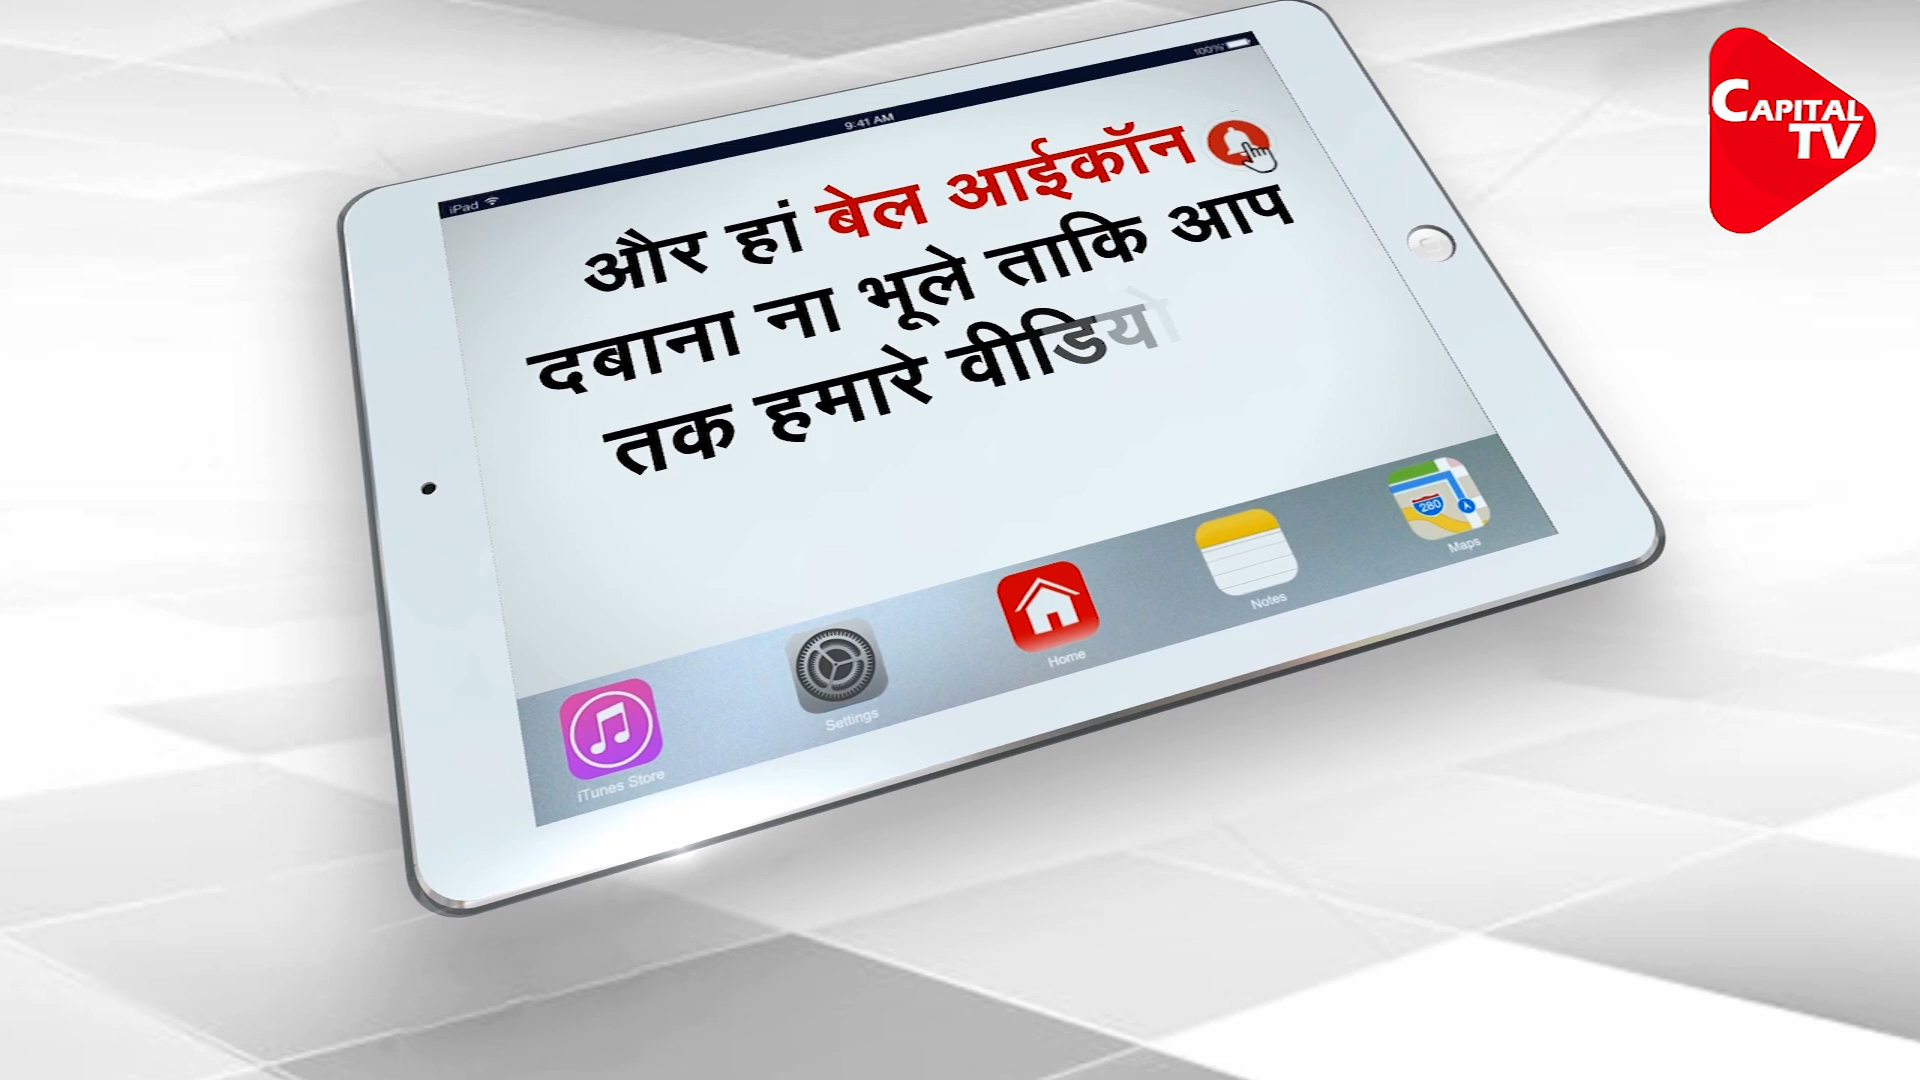 CAPITAL
TV
iPad
9:41 AM
100%
और हां बेल आईकॉन
दबाना ना भूले ताकि आप
तक हमारे वीडियो
280
iTunes Store
Settings
Home
Notes
Maps